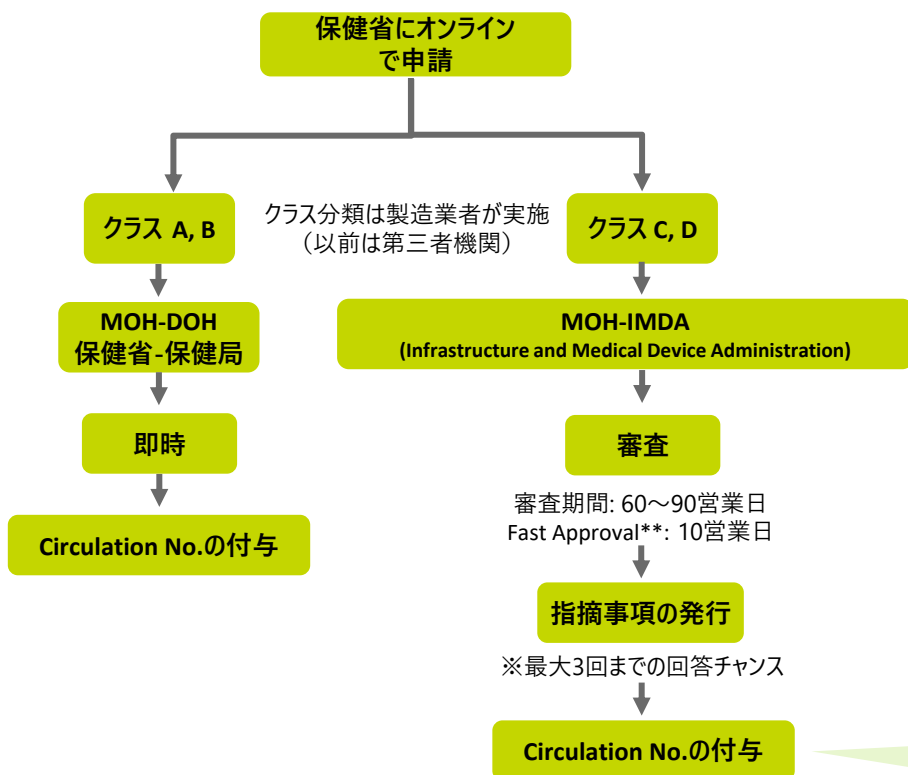 保健省にオンライン
で申請
クラス A, B
クラス分類は製造業者が実施
（以前は第三者機関）
クラス C, D
MOH-DOH
保健省-保健局
MOH-IMDA
(Infrastructure and Medical Device Administration)
即時
審査
審査期間: 60～90営業日
Fast Approval**: 10営業日
Circulation No.の付与
指摘事項の発行
※最大3回までの回答チャンス
Circulation No.の付与